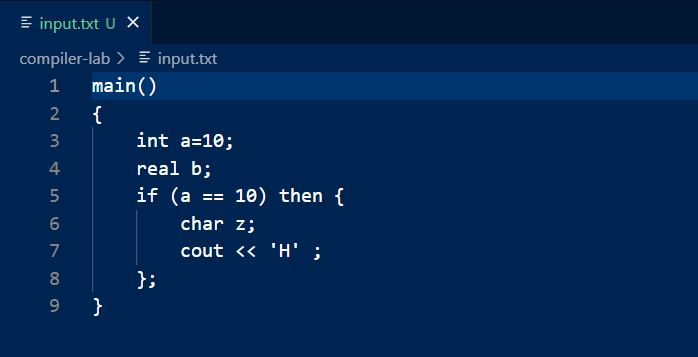 input.txt U
compiler-lab > input.txt
1 main()
2 {
3     int a=10;
4     real b;
5     if (a == 10) then {
6         char z;
7         cout << 'H' ;
8     };
9 }